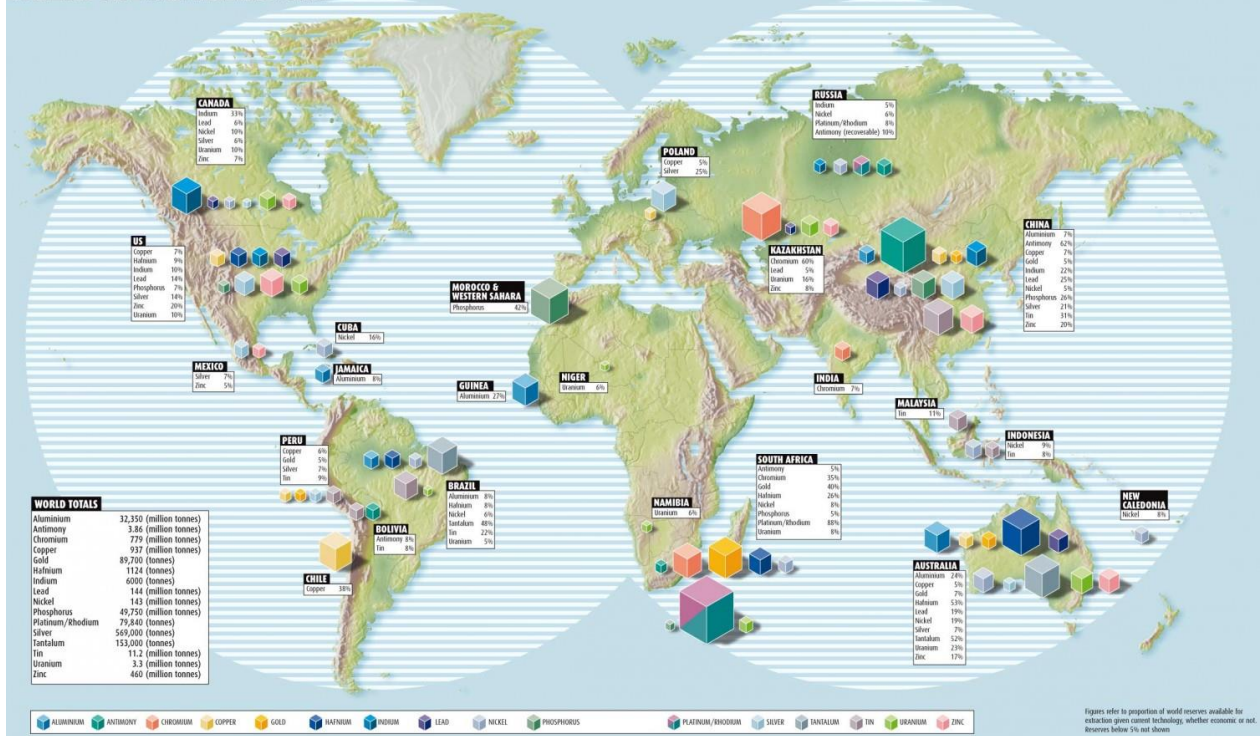 CANADA
Indium 33%
Lead 6%
Nickel 10%
Silver 6%
Uranium 10%
Zinc 7%
RUSSIA
Indium 5%
Nickel 6%
Platinum/Rhodium 8%
Antimony (recoverable) 10%
POLAND
Copper 5%
Silver 25%
US
Copper 7%
Hafnium 9%
Indium 10%
Lead 14%
Phosphorus 7%
Silver 14%
Zinc 20%
Uranium 10%
KAZAKHSTAN
Chromium 60%
Lead 5%
Uranium 16%
Zinc 8%
CHINA
Aluminium 7%
Antimony 62%
Copper 7%
Gold 5%
Indium 22%
Lead 25%
Nickel 5%
Phosphorus 26%
Silver 21%
Tin 31%
Zinc 20%
MOROCCO &
WESTERN SAHARA
Phosphorus 42%
CUBA
Nickel 16%
MEXICO
Silver 7%
Zinc 5%
JAMAICA
Aluminium 8%
GUINEA
Aluminium 27%
NIGER
Uranium 6%
INDIA
Chromium 7%
MALAYSIA
Tin 11%
INDONESIA
Nickel 9%
Tin 8%
PERU
Copper 6%
Gold 5%
Silver 7%
Tin 9%
BRAZIL
Aluminium 8%
Hafnium 8%
Nickel 6%
Tantalum 48%
Tin 22%
Uranium 5%
BOLIVIA
Antimony 8%
Tin 8%
CHILE
Copper 38%
NAMIBIA
Uranium 6%
SOUTH AFRICA
Antimony 5%
Chromium 35%
Gold 40%
Hafnium 26%
Nickel 8%
Phosphorus 5%
Platinum/Rhodium 88%
Uranium 8%
NEW
CALEDONIA
Nickel 8%
AUSTRALIA
Aluminium 24%
Copper 5%
Gold 7%
Hafnium 53%
Lead 19%
Nickel 19%
Silver 7%
Tantalum 52%
Uranium 23%
Zinc 17%
WORLD TOTALS
Aluminium 32,350 (million tonnes)
Antimony 3.86 (million tonnes)
Chromium 779 (million tonnes)
Copper 937 (million tonnes)
Gold 89,700 (tonnes)
Hafnium 1124 (tonnes)
Indium 6000 (tonnes)
Lead 144 (million tonnes)
Nickel 143 (million tonnes)
Phosphorus 49,750 (million tonnes)
Platinum/Rhodium 79,840 (tonnes)
Silver 569,000 (tonnes)
Tantalum 153,000 (tonnes)
Tin 11.2 (million tonnes)
Uranium 3.3 (million tonnes)
Zinc 460 (million tonnes)
ALUMINIUM ANTIMONY CHROMIUM COPPER GOLD HAFNIUM INDIUM LEAD NICKEL PHOSPHORUS PLATINUM/RHODIUM SILVER TANTALUM TIN URANIUM ZINC
Figures refer to proportion of world reserves available for
extraction given current technology, whether economic or not.
Reserves below 5% not shown